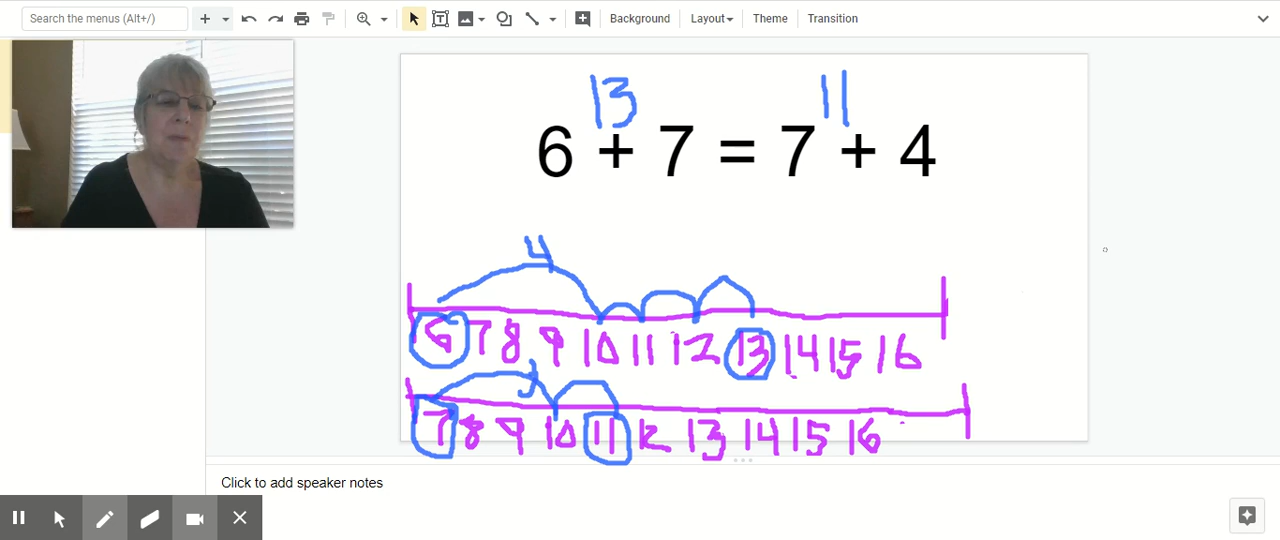 Search the menus (Alt+/)
Background Layout Theme Transition
13 11
6 + 7 = 7 + 4
4
6 7 8 9 10 11 12 13 14 15 16
3
7 8 9 10 11 12 13 14 15 16
Click to add speaker notes